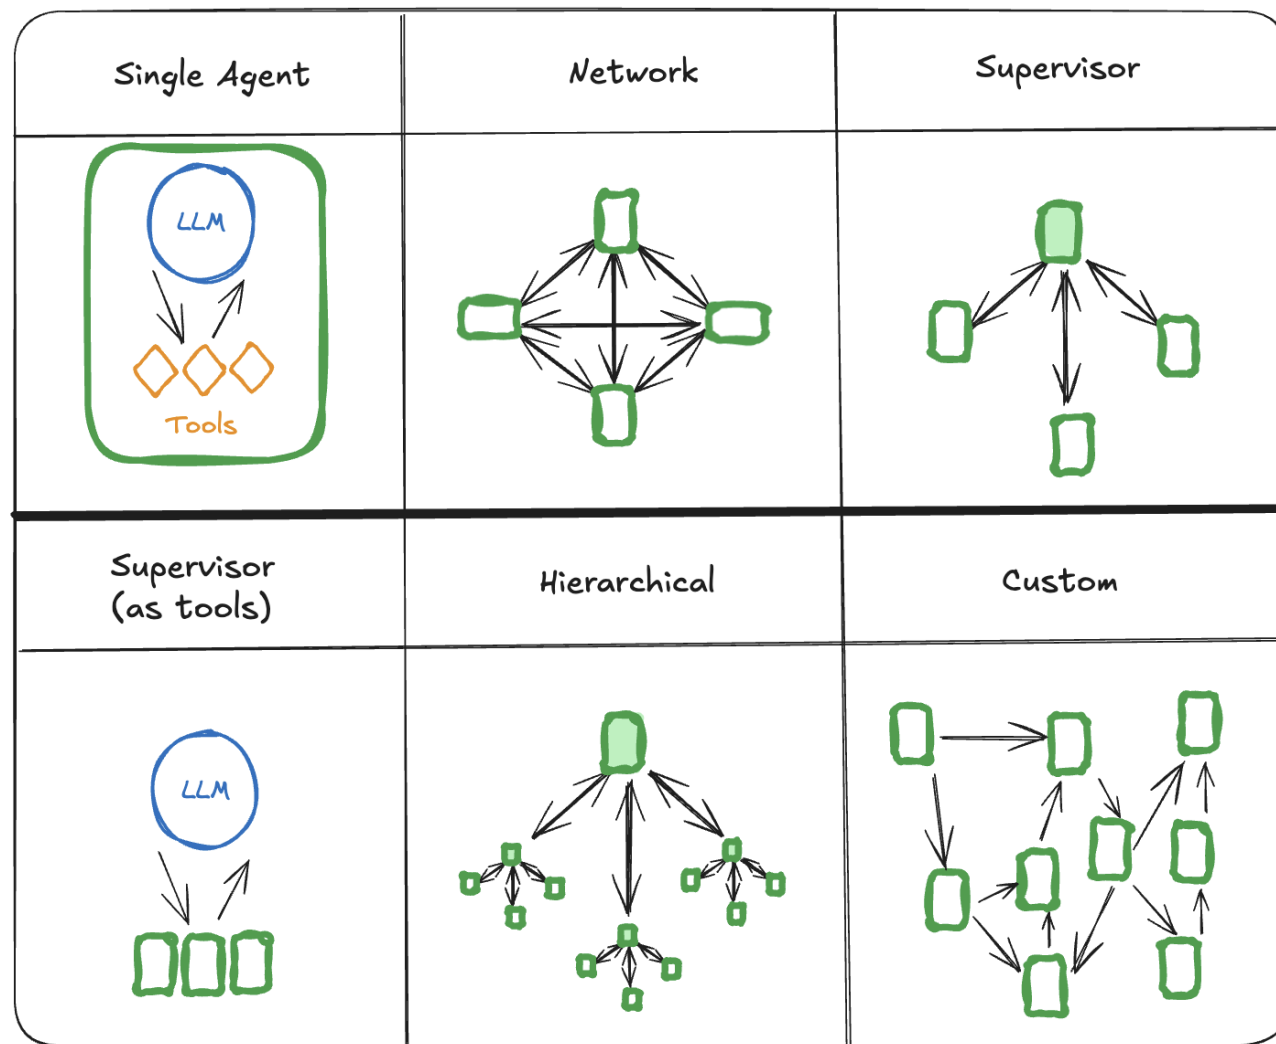 Single Agent
Network
Supervisor
LLM
Tools
Supervisor
(as tools)
Hierarchical
Custom
LLM